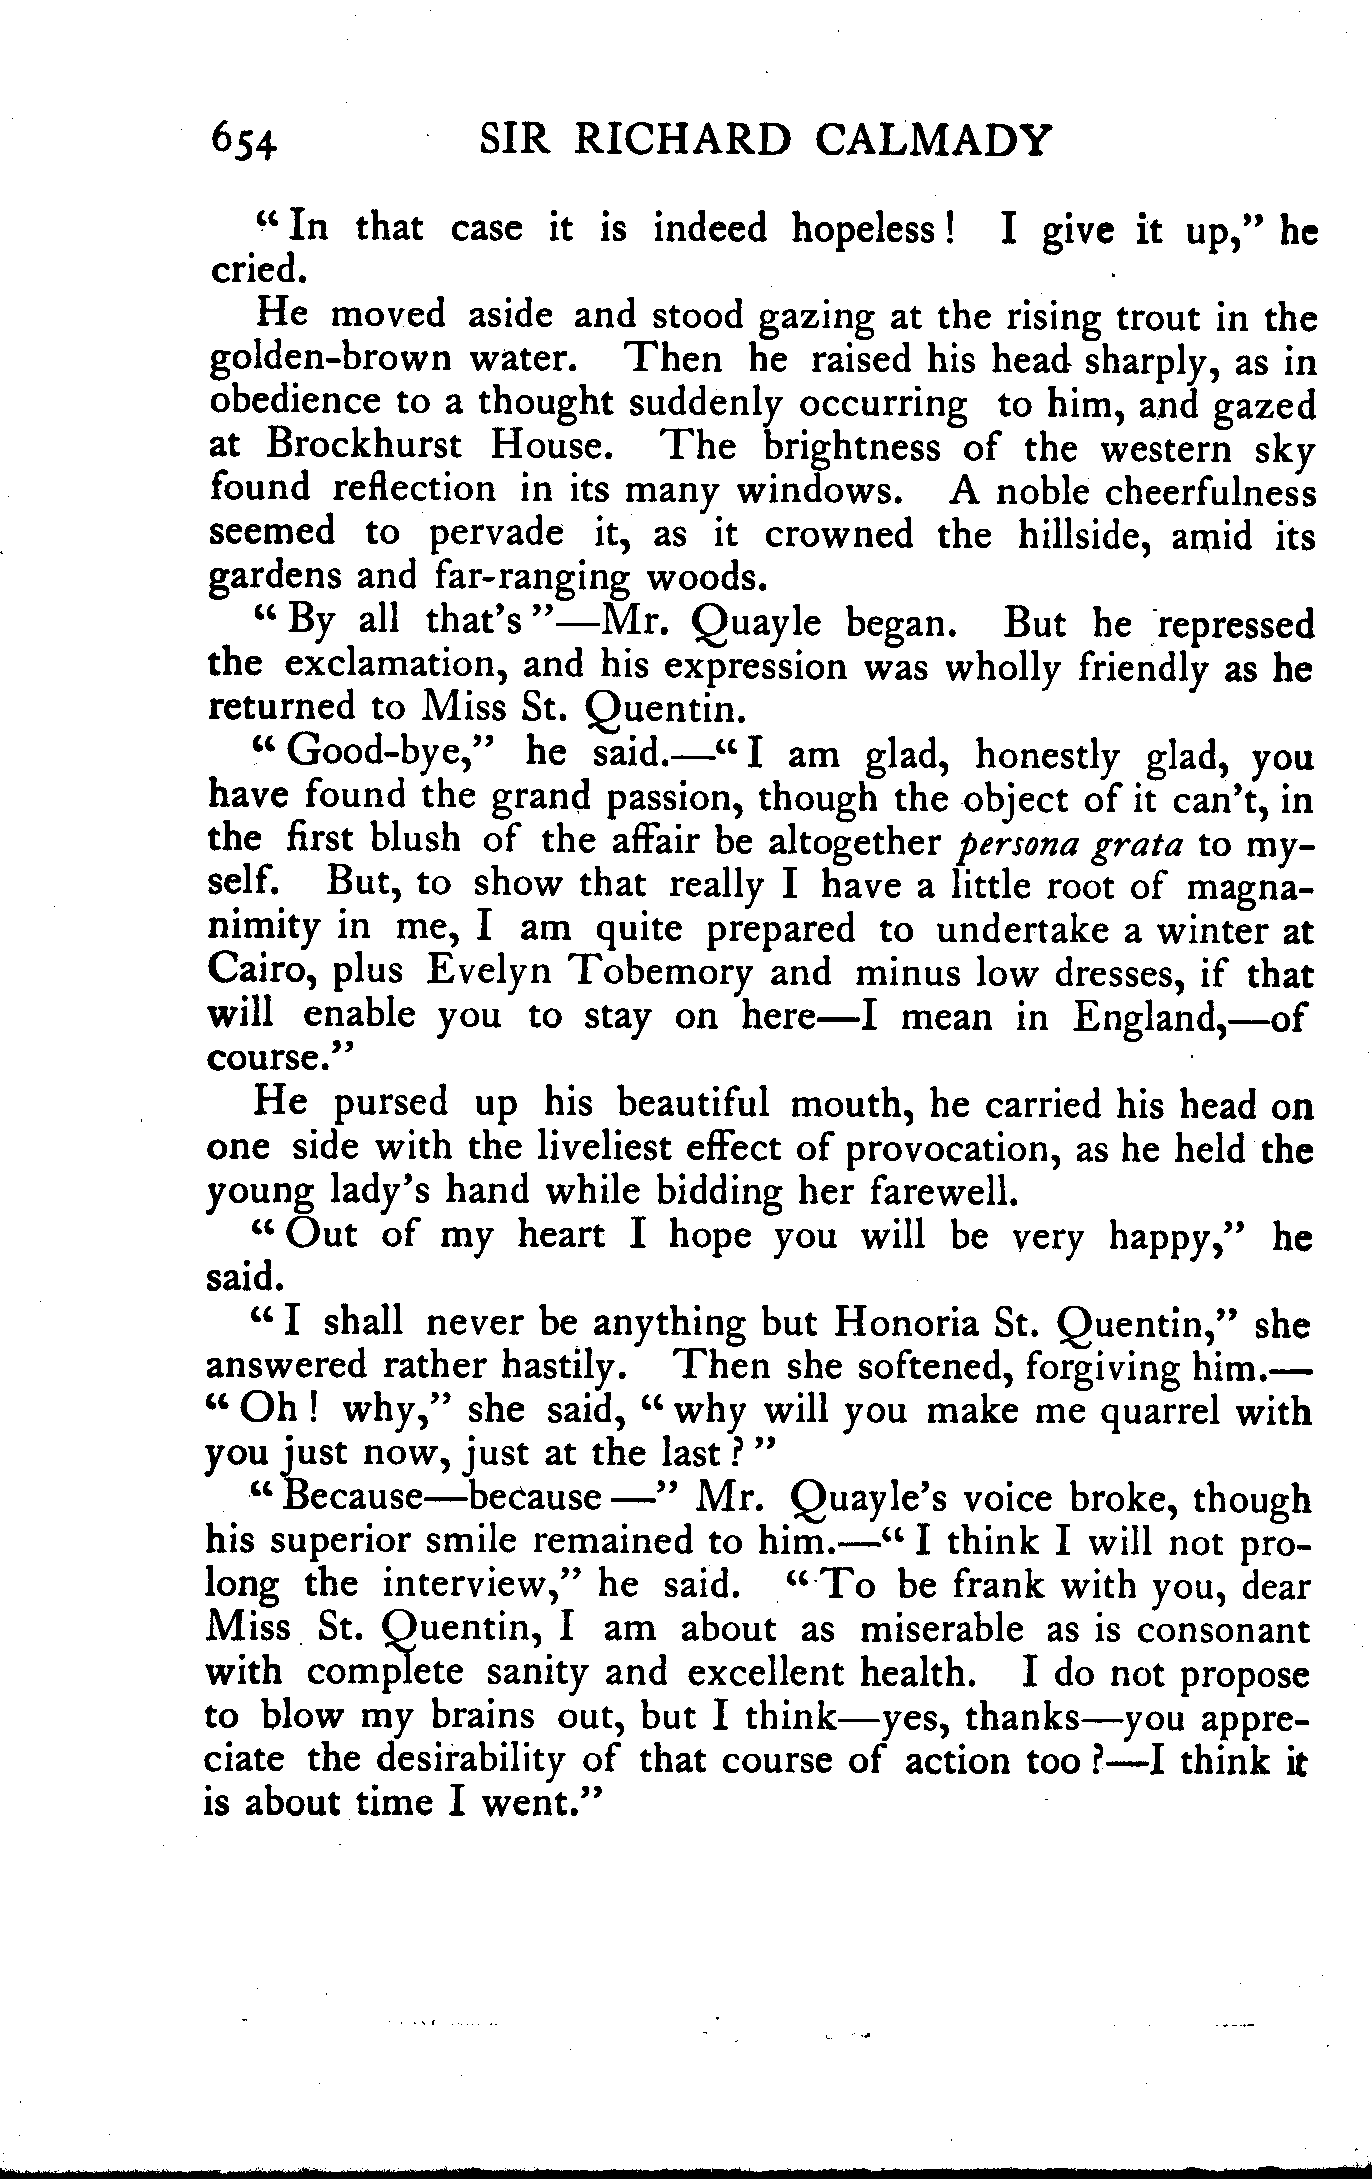 654 SIR RICHARD CALMADY
“In that case it is indeed hopeless! I give it up,” he
cried.
He moved aside and stood gazing at the rising trout in the
golden-brown water. Then he raised his head sharply, as in
obedience to a thought suddenly occurring to him, and gazed
at Brockhurst House. The brightness of the western sky
found reflection in its many windows. A noble cheerfulness
seemed to pervade it, as it crowned the hillside, amid its
gardens and far-ranging woods.
“By all that’s”—Mr. Quayle began. But he repressed
the exclamation, and his expression was wholly friendly as he
returned to Miss St. Quentin.
“Good-bye,” he said.—“I am glad, honestly glad, you
have found the grand passion, though the object of it can’t, in
the first blush of the affair be altogether persona grata to my-
self. But, to show that really I have a little root of magna-
nimity in me, I am quite prepared to undertake a winter at
Cairo, plus Evelyn Tobemory and minus low dresses, if that
will enable you to stay on here—I mean in England,—of
course.”
He pursed up his beautiful mouth, he carried his head on
one side with the liveliest effect of provocation, as he held the
young lady’s hand while bidding her farewell.
“Out of my heart I hope you will be very happy,” he
said.
“I shall never be anything but Honoria St. Quentin,” she
answered rather hastily. Then she softened, forgiving him.—
“Oh! why,” she said, “why will you make me quarrel with
you just now, just at the last?”
“Because—because—” Mr. Quayle’s voice broke, though
his superior smile remained to him.—“I think I will not pro-
long the interview,” he said. “To be frank with you, dear
Miss St. Quentin, I am about as miserable as is consonant
with complete sanity and excellent health. I do not propose
to blow my brains out, but I think—yes, thanks—you appre-
ciate the desirability of that course of action too?—I think it
is about time I went.”